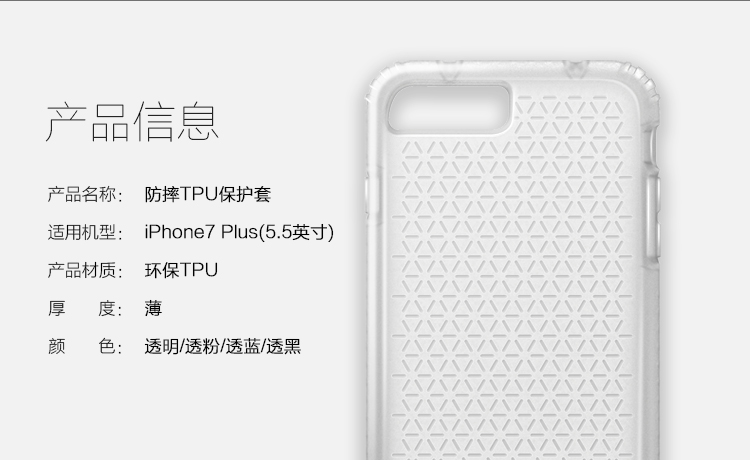 产品信息
产品名称： 防摔TPU保护套
适用机型： iPhone7 Plus(5.5英寸)
产品材质： 环保TPU
厚 度： 薄
颜 色： 透明/透粉/透蓝/透黑